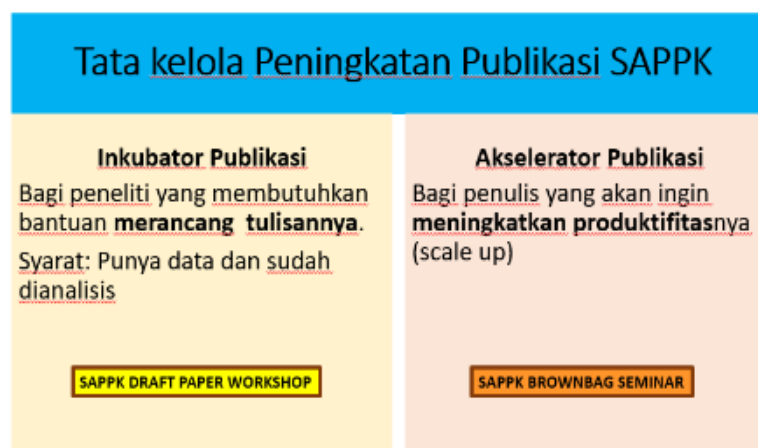 Tata kelola Peningkatan Publikasi SAPPK
Inkubator Publikasi
Bagi peneliti yang membutuhkan
bantuan merancang tulisannya.
Syarat: Punya data dan sudah
dianalisis
SAPPK DRAFT PAPER WORKSHOP
Akselerator Publikasi
Bagi penulis yang akan ingin
meningkatkan produktifitasnya
(scale up)
SAPPK BROWNBAG SEMINAR